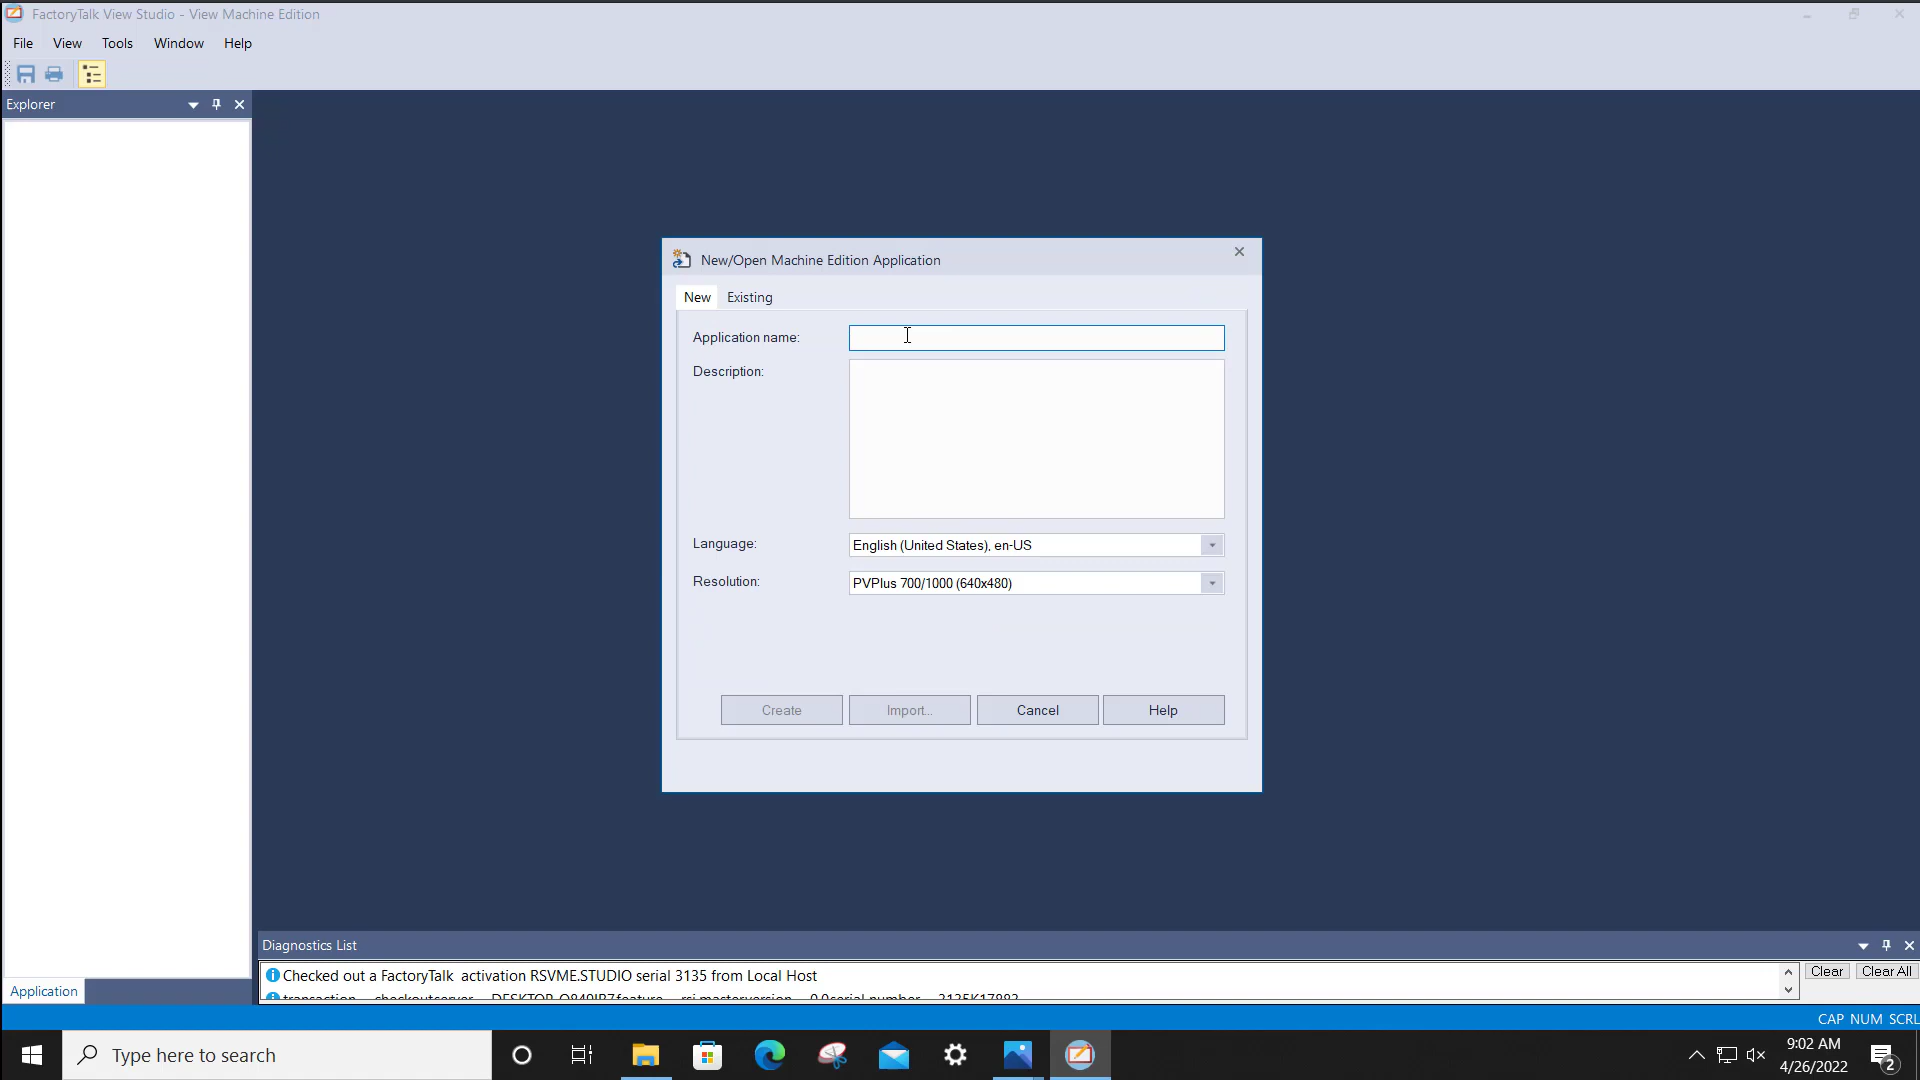 FactoryTalk View Studio - View Machine Edition
File View Tools Window Help
Explorer
New/Open Machine Edition Application
New Existing
Application name:
Description:
Language: English (United States), en-US
Resolution: PVPlus 700/1000 (640x480)
Create Import... Cancel Help
Diagnostics List
Checked out a FactoryTalk activation RSVME.STUDIO serial 3135 from Local Host
Clear Clear All
Application
CAP NUM SCRL
Type here to search
9:02 AM
4/26/2022
2